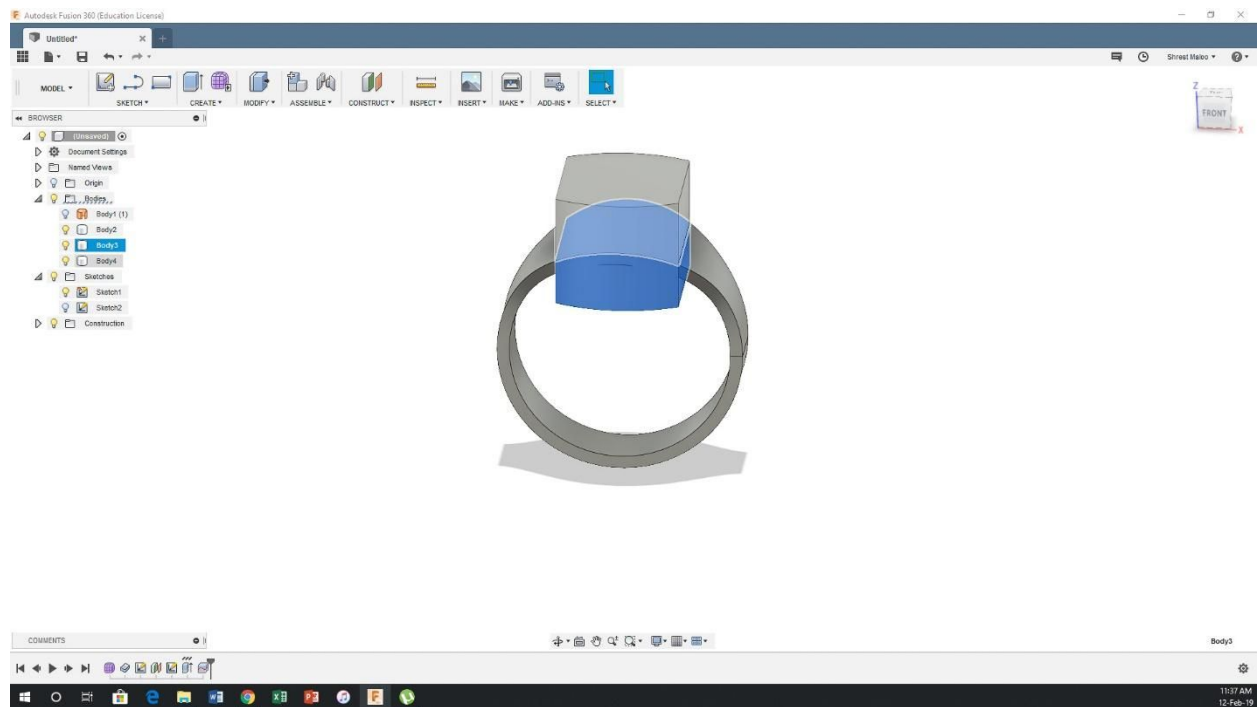 Autodesk Fusion 360 (Education License)
Untitled*
Shrest Maloo
MODEL
SKETCH
CREATE
MODIFY
ASSEMBLE
CONSTRUCT
INSPECT
INSERT
MAKE
ADD-INS
SELECT
BROWSER
(Unsaved)
Document Settings
Named Views
Origin
Bodies
Body1 (1)
Body2
Body3
Body4
Sketches
Sketch1
Sketch2
Construction
Z
FRONT
X
COMMENTS
Body3
11:37 AM
12-Feb-19